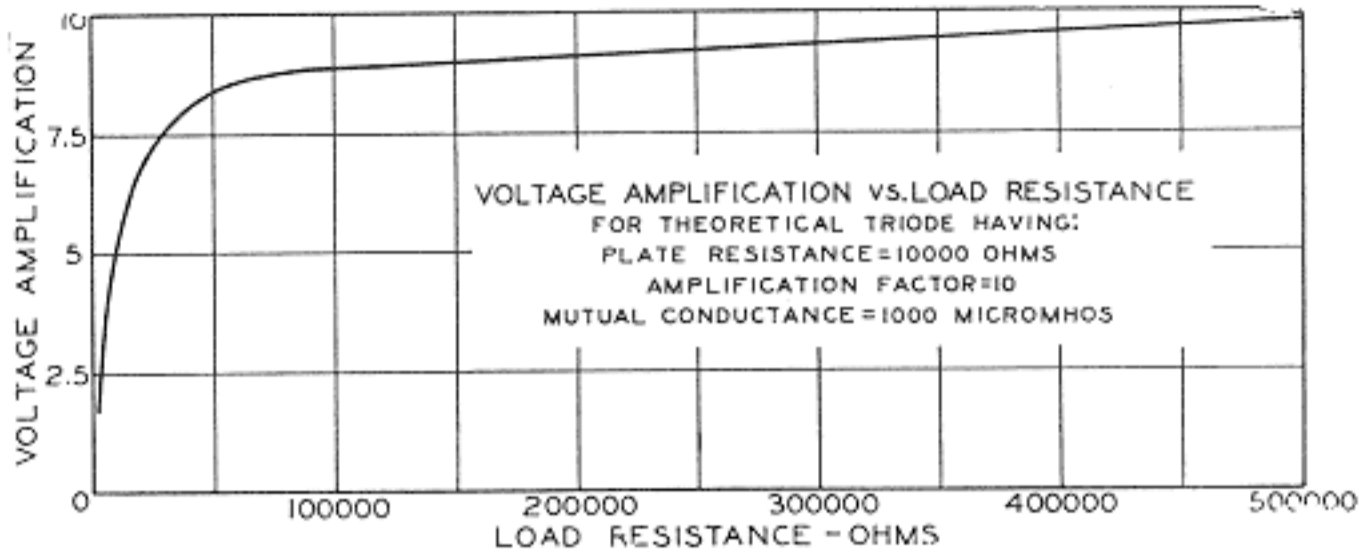 10
7.5
5
2.5
0
VOLTAGE AMPLIFICATION
VOLTAGE AMPLIFICATION VS. LOAD RESISTANCE
FOR THEORETICAL TRIODE HAVING:
PLATE RESISTANCE=10000 OHMS
AMPLIFICATION FACTOR=10
MUTUAL CONDUCTANCE=1000 MICROMHOS
100000 200000 300000 400000 500000
LOAD RESISTANCE - OHMS